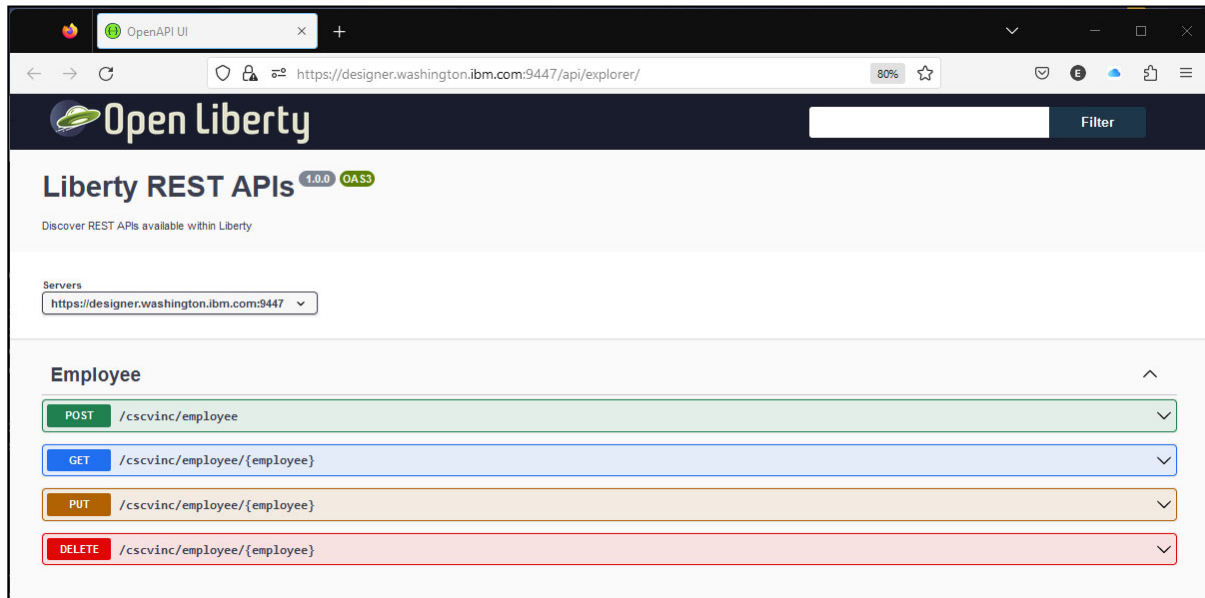 OpenAPI UI
https://designer.washington.ibm.com:9447/api/explorer/
80%
E
Open Liberty
Filter
Liberty REST APIs 1.0.0 OAS3
Discover REST APIs available within Liberty
Servers
https://designer.washington.ibm.com:9447
Employee
POST /cscvinc/employee
GET /cscvinc/employee/{employee}
PUT /cscvinc/employee/{employee}
DELETE /cscvinc/employee/{employee}